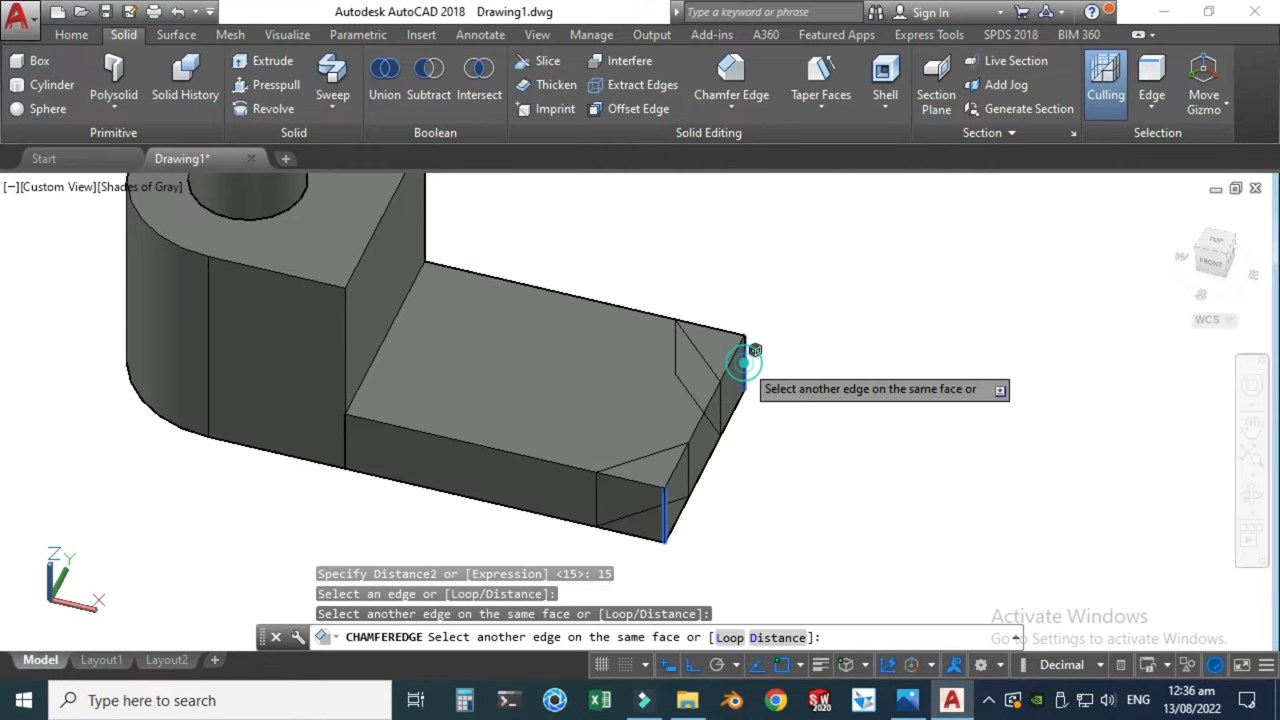 Autodesk AutoCAD 2018 Drawing1.dwg
Type a keyword or phrase
Sign In
Home Solid Surface Mesh Visualize Parametric Insert Annotate View Manage Output Add-ins A360 Featured Apps Express Tools SPDS 2018 BIM 360
Box
Cylinder
Sphere
Polysolid
Solid History
Primitive
Extrude
Presspull
Revolve
Sweep
Solid
Union Subtract Intersect
Boolean
Slice
Thicken
Imprint
Interfere
Extract Edges
Offset Edge
Chamfer Edge
Taper Faces
Shell
Solid Editing
Section Plane
Live Section
Add Jog
Generate Section
Section
Culling
Edge
Move Gizmo
Selection
Start Drawing1*
[−][Custom View][Shades of Gray]
TOP
FRONT
WCS
Select another edge on the same face or
Z
Y
X
Specify Distance2 or [Expression] <15>: 15
Select an edge or [Loop/Distance]:
Select another edge on the same face or [Loop/Distance]:
CHAMFEREDGE Select another edge on the same face or [Loop Distance]:
Activate Windows
Go to Settings to activate Windows.
Model Layout1 Layout2
Decimal
Type here to search
ENG
12:36 am
13/08/2022